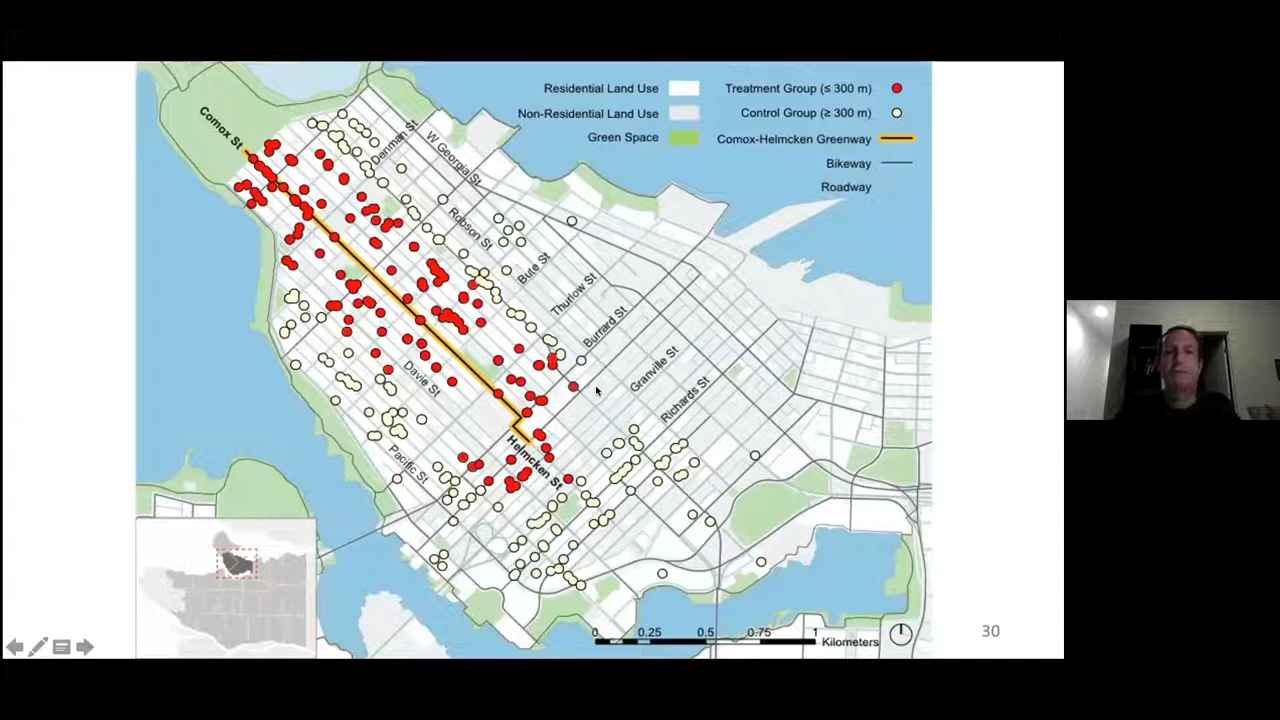 Residential Land Use
Non-Residential Land Use
Green Space
Treatment Group (≤ 300 m)
Control Group (≥ 300 m)
Comox-Helmcken Greenway
Bikeway
Roadway
Comox St
Denman St
W Georgia St
Robson St
Bute St
Thurlow St
Burrard St
Granville St
Richards St
Davie St
Helmcken St
Pacific St
0 0.25 0.5 0.75 1
Kilometers
30